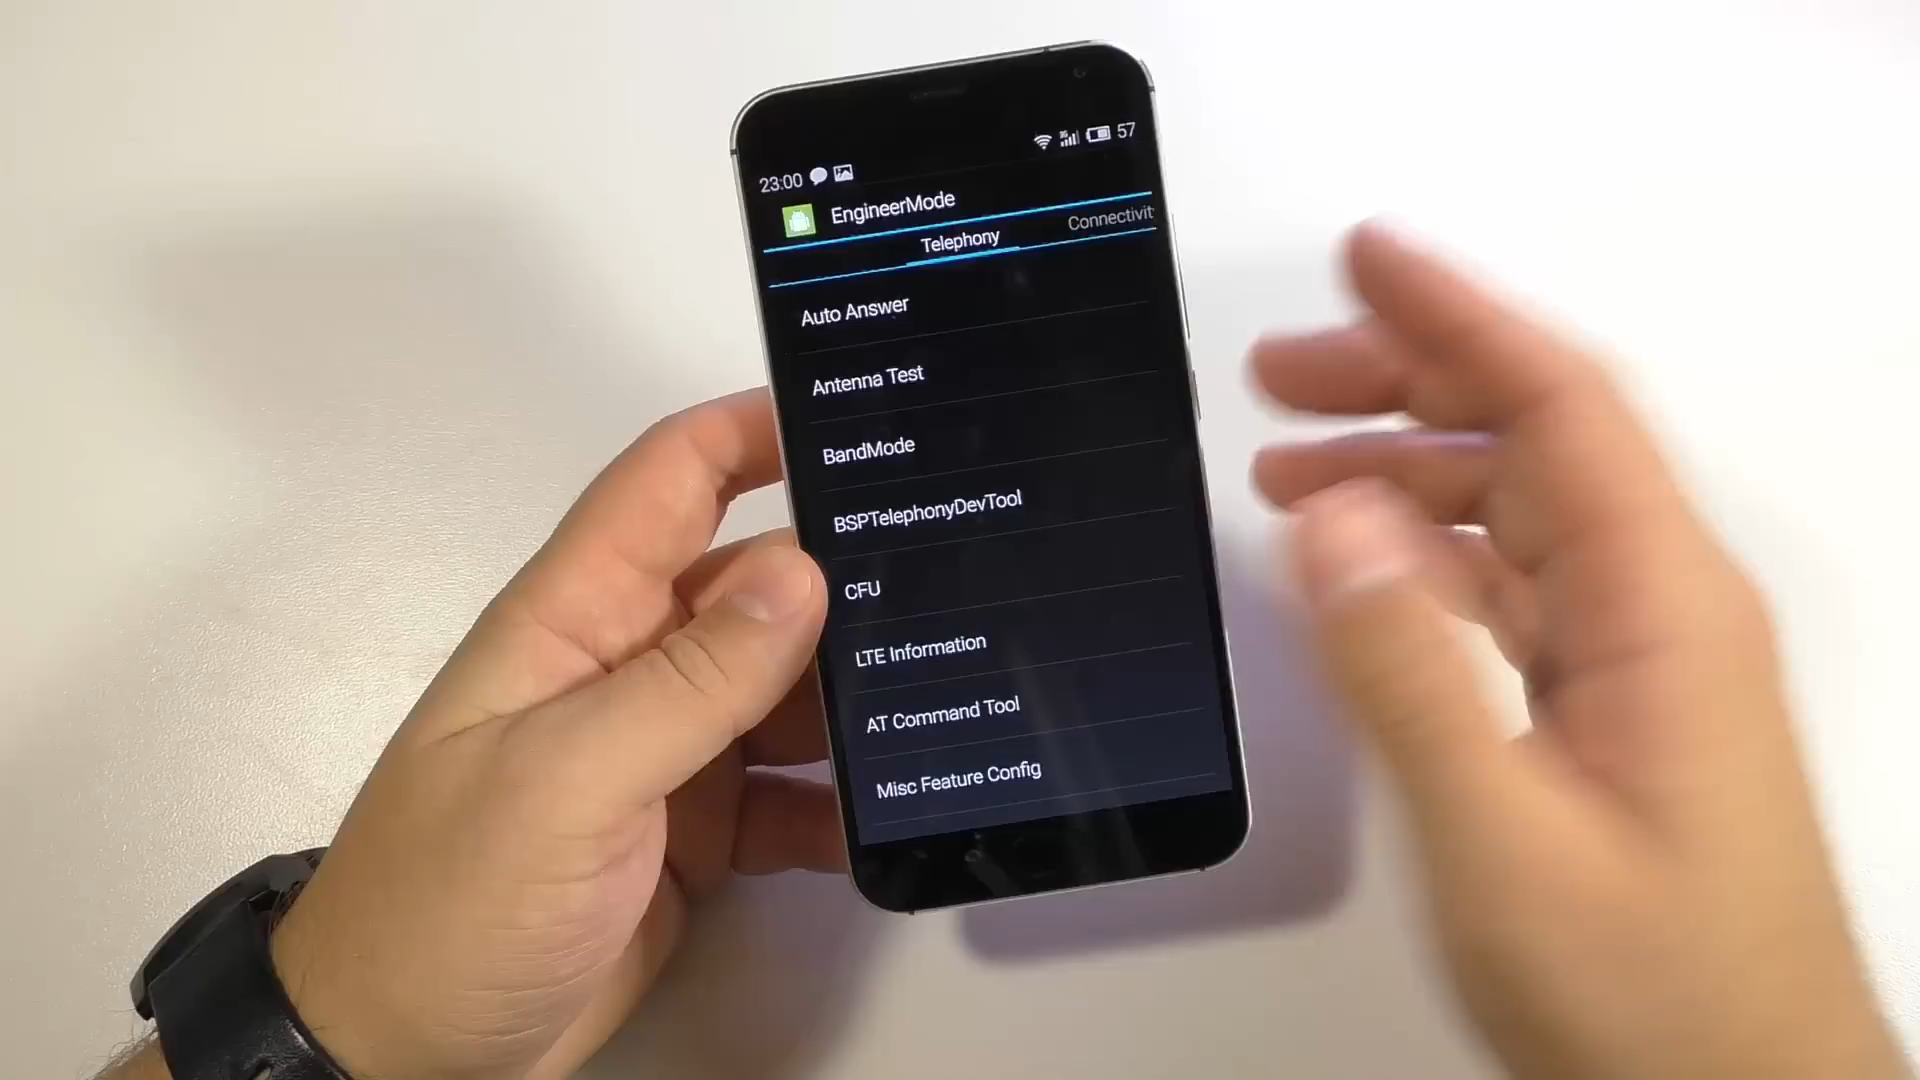 57
23:00
EngineerMode
Telephony
Connectivit
Auto Answer
Antenna Test
BandMode
BSPTelephonyDevTool
CFU
LTE Information
AT Command Tool
Misc Feature Config